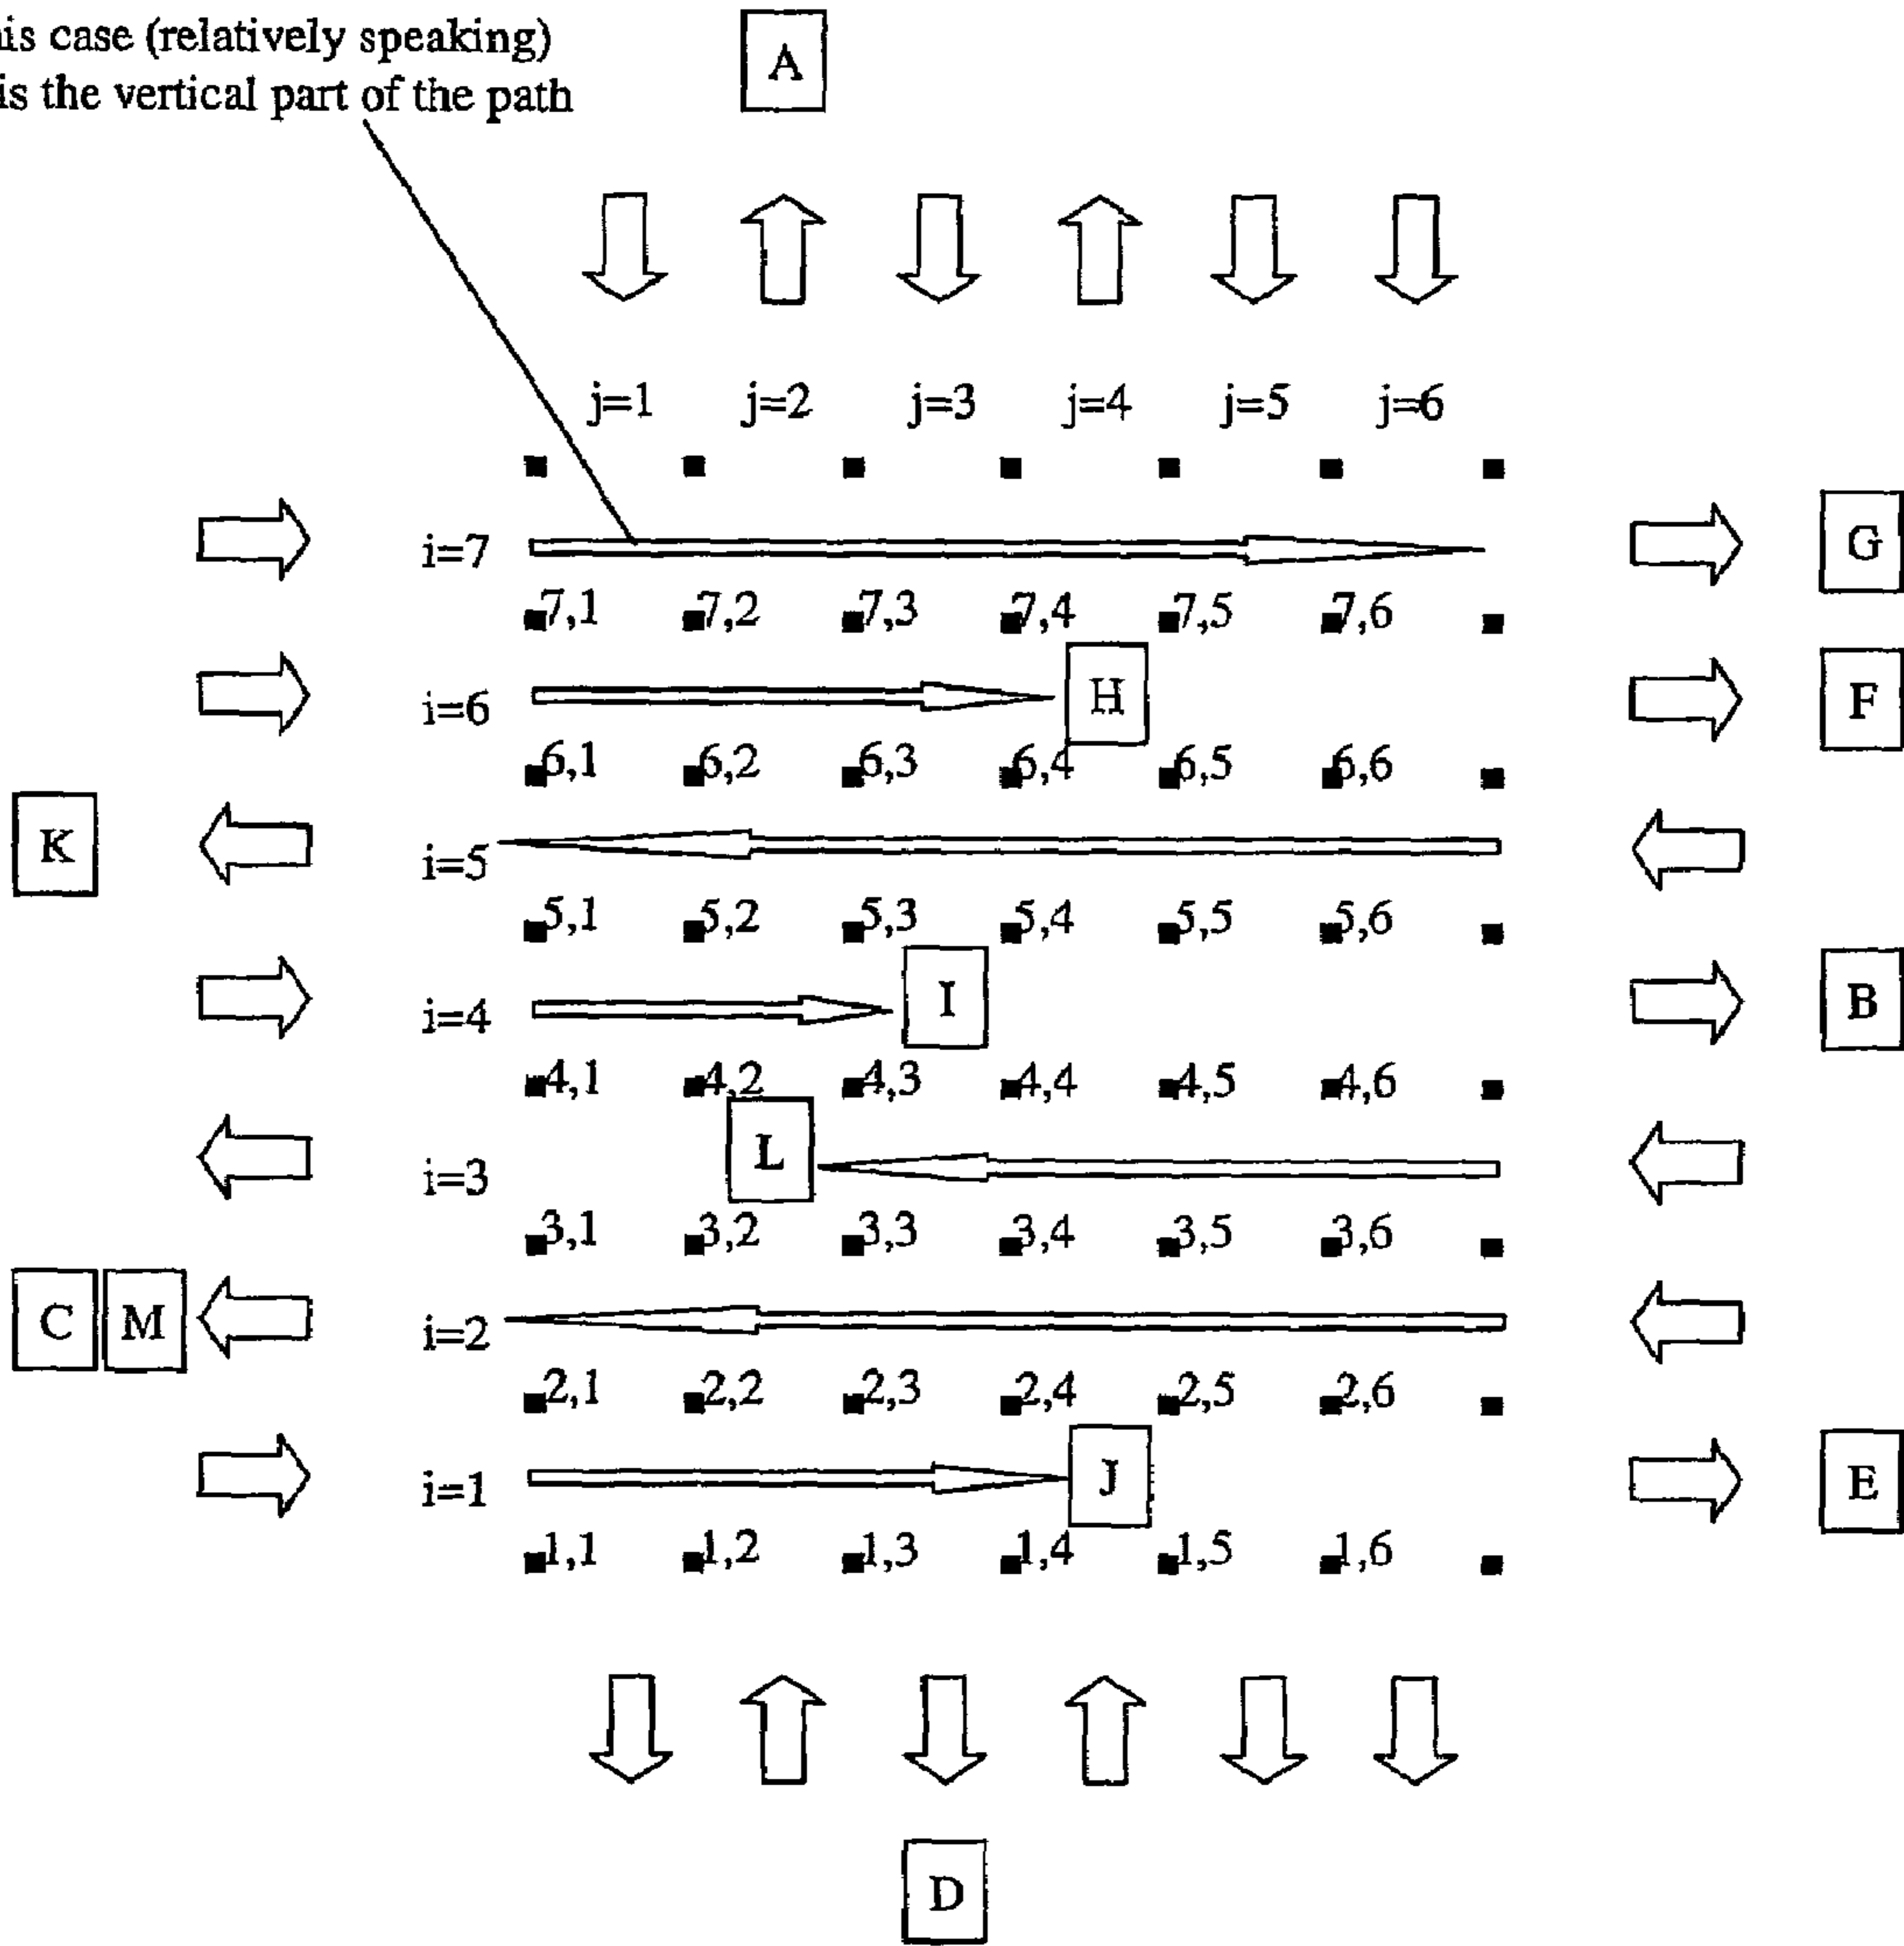 his case (relatively speaking)
is the vertical part of the path
A
j=1 j=2 j=3 j=4 j=5 j=6
i=7 G
7,1 7,2 7,3 7,4 7,5 7,6
i=6 H F
6,1 6,2 6,3 6,4 6,5 6,6
K i=5
5,1 5,2 5,3 5,4 5,5 5,6
i=4 I B
4,1 4,2 4,3 4,4 4,5 4,6
i=3 L
3,1 3,2 3,3 3,4 3,5 3,6
C M i=2
2,1 2,2 2,3 2,4 2,5 2,6
i=1 J E
1,1 1,2 1,3 1,4 1,5 1,6
D